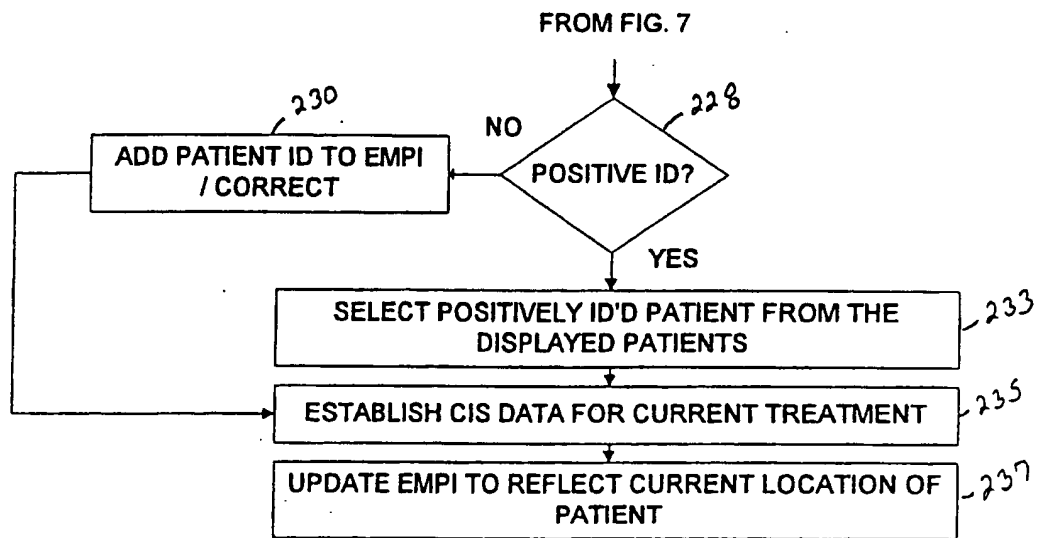 FROM FIG. 7
228
230
NO
ADD PATIENT ID TO EMPI
/ CORRECT
POSITIVE ID?
YES
SELECT POSITIVELY ID'D PATIENT FROM THE
DISPLAYED PATIENTS
233
ESTABLISH CIS DATA FOR CURRENT TREATMENT
235
UPDATE EMPI TO REFLECT CURRENT LOCATION OF
PATIENT
237